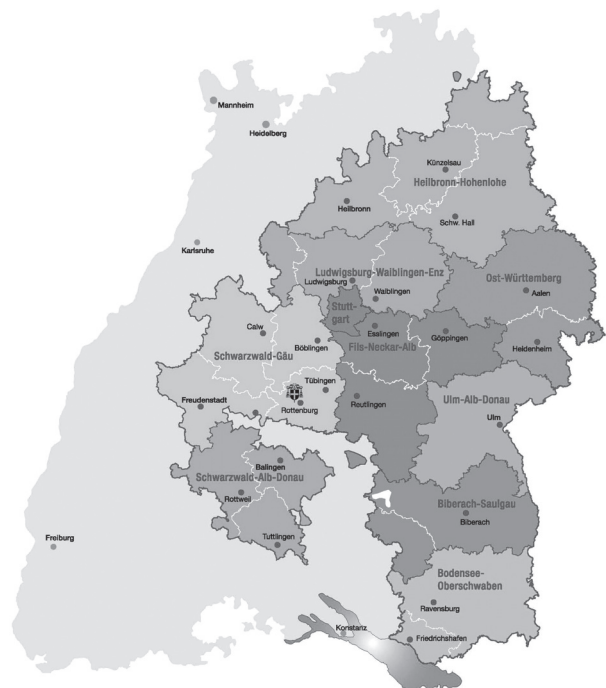 Mannheim
Heidelberg
Künzelsau
Heilbronn-Hohenlohe
Heilbronn
Schw. Hall
Karlsruhe
Ludwigsburg-Waiblingen-Enz
Ludwigsburg
Waiblingen
Ost-Württemberg
Aalen
Stutt-
gart
Calw
Esslingen
Göppingen
Böblingen
Fils-Neckar-Alb
Heidenheim
Schwarzwald-Gäu
Tübingen
Freudenstadt
Rottenburg
Reutlingen
Ulm-Alb-Donau
Ulm
Balingen
Schwarzwald-Alb-Donau
Rottweil
Biberach-Saulgau
Biberach
Tuttlingen
Freiburg
Bodensee-
Oberschwaben
Ravensburg
Konstanz
Friedrichshafen